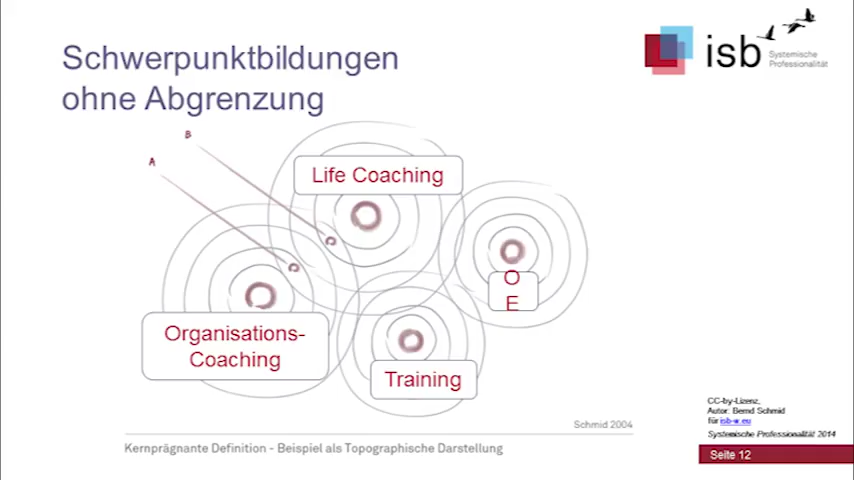 Schwerpunktbildungen
ohne Abgrenzung
isb
Systemische
Professionalität
B
A
Life Coaching
O
E
Organisations-
Coaching
Training
Schmid 2004
Kernprägnante Definition - Beispiel als Topographische Darstellung
CC-by-Lizenz,
Autor: Bernd Schmid
für isb-w.eu
Systemische Professionalität 2014
Seite 12